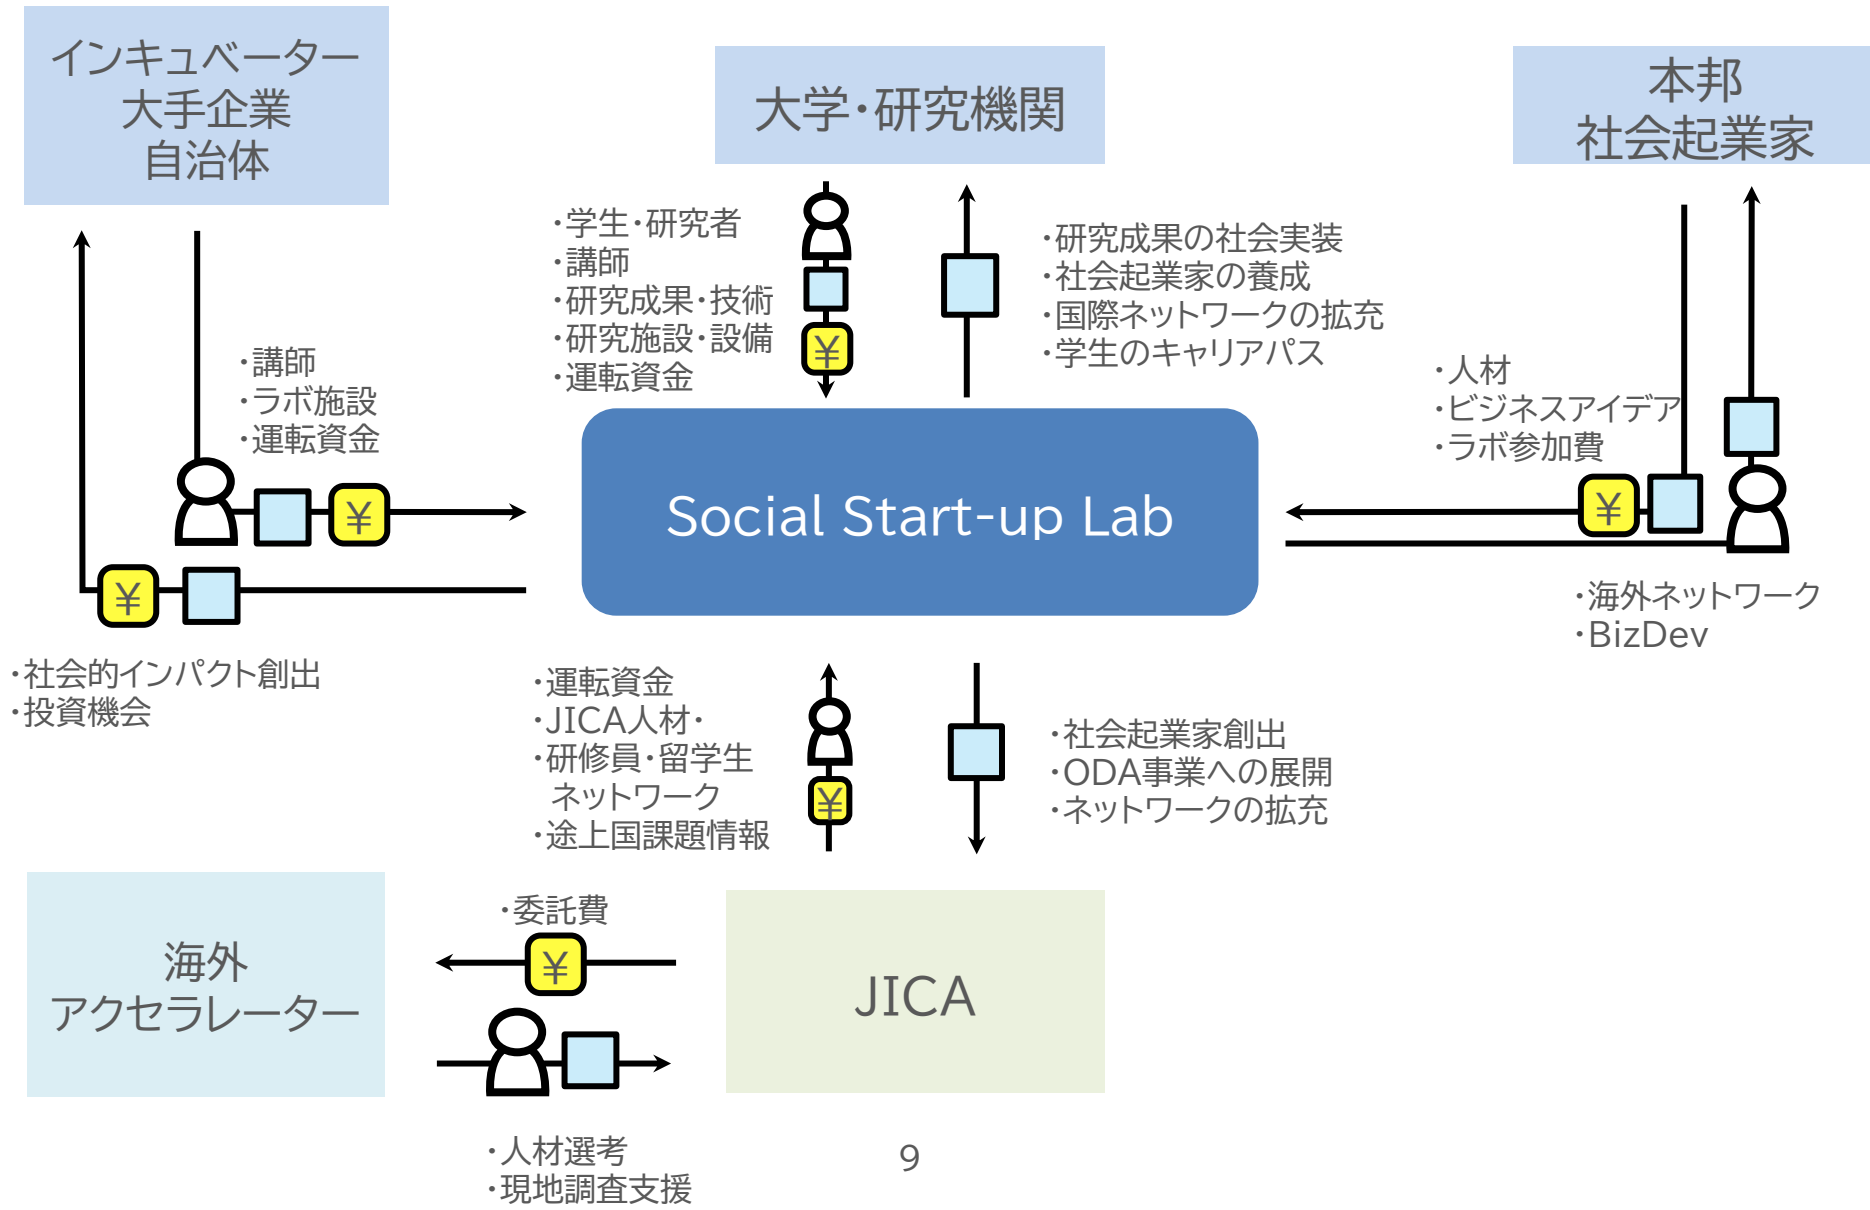 インキュベーター
大手企業
自治体
大学・研究機関
本邦
社会起業家
・学生・研究者
・講師
・研究成果・技術
・研究施設・設備
・運転資金
¥
・研究成果の社会実装
・社会起業家の養成
・国際ネットワークの拡充
・学生のキャリアパス
・講師
・ラボ施設
・運転資金
¥
・人材
・ビジネスアイデア
・ラボ参加費
¥
Social Start-up Lab
¥
・社会的インパクト創出
・投資機会
・海外ネットワーク
・BizDev
・運転資金
・JICA人材・
・研修員・留学生
ネットワーク
・途上国課題情報
¥
・社会起業家創出
・ODA事業への展開
・ネットワークの拡充
海外
アクセラレーター
・委託費
¥
JICA
・人材選考
・現地調査支援
9